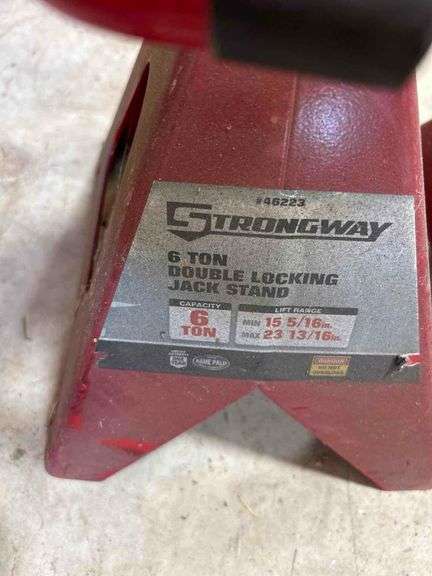 #46223
STRONGWAY
6 TON
DOUBLE LOCKING
JACK STAND
CAPACITY
6
TON
LIFT RANGE
MIN 15 5/16in.
MAX 23 13/16in.